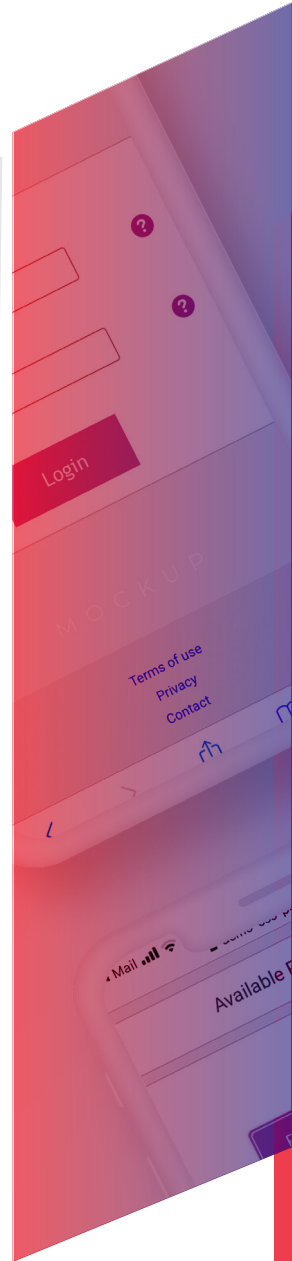 ?
?
Login
MOCKUP
Terms of use
Privacy
Contact
Mail
Available